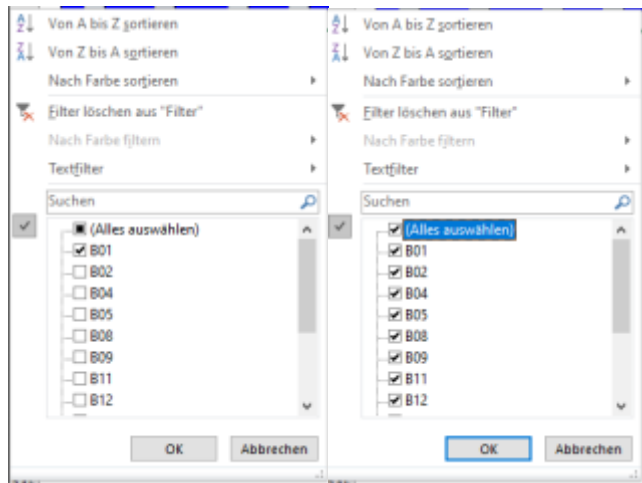 Von A bis Z sortieren
Von Z bis A sortieren
Nach Farbe sortieren
Filter löschen aus "Filter"
Nach Farbe filtern
Textfilter
Suchen
(Alles auswählen)
B01
B02
B04
B05
B08
B09
B11
B12
OK
Abbrechen
Von A bis Z sortieren
Von Z bis A sortieren
Nach Farbe sortieren
Filter löschen aus "Filter"
Nach Farbe filtern
Textfilter
Suchen
(Alles auswählen)
B01
B02
B04
B05
B08
B09
B11
B12
OK
Abbrechen